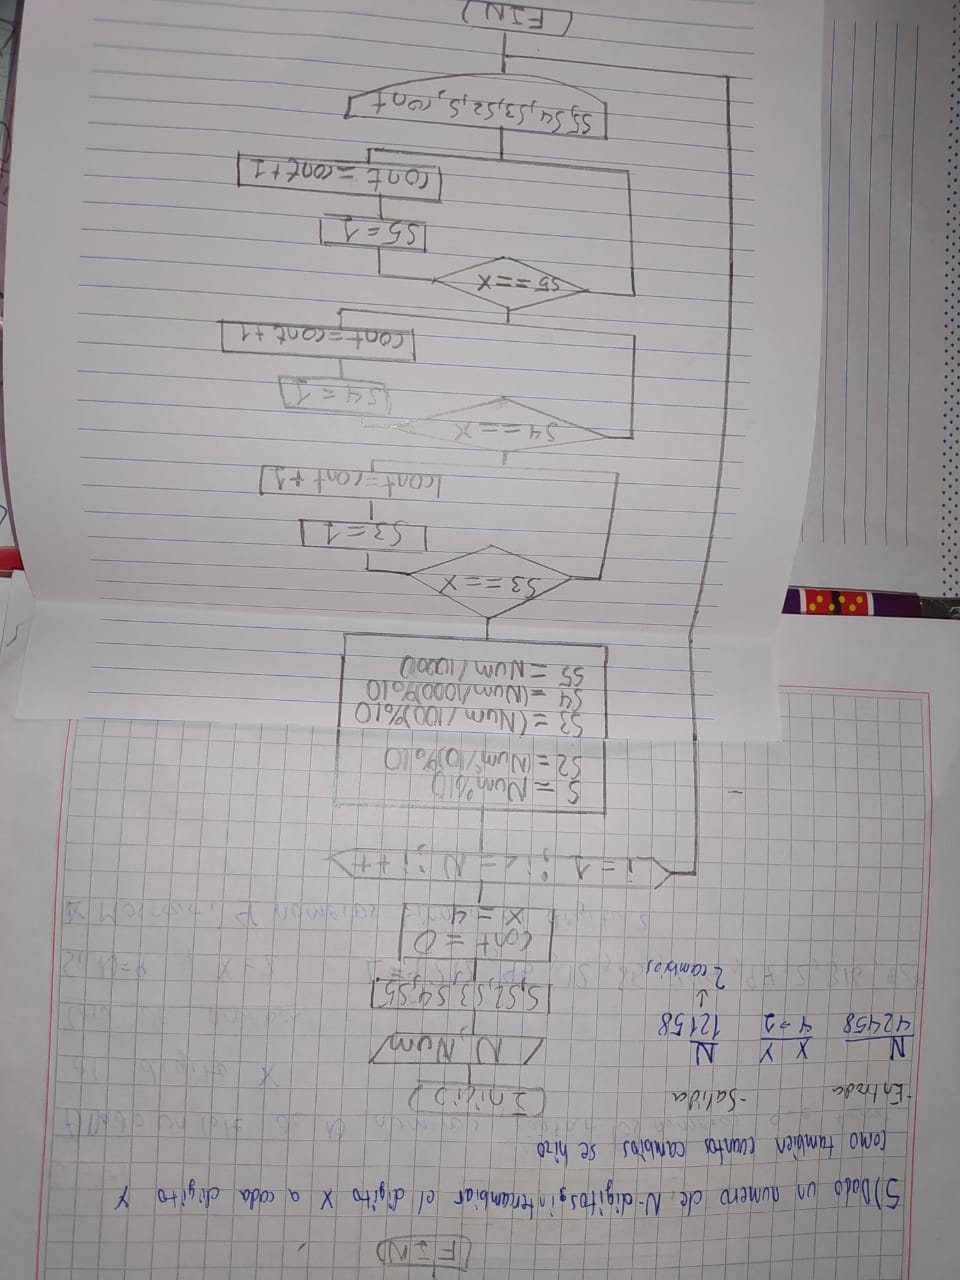 FIN
5) Dado un numero de N-digitos, intercambiar el digito X a cada digito Y
como tambien cuantos cambios se hizo
-Entrada
-Salida
N X Y N
42458 4→1 12158
↓
2 cambios
Inicio
N, Num
S, S2, S3, S4, S5
cont = 0
X = 4
i = 1 ; i <= N ; i++
S = Num%10
S2 = (Num/10)%10
S3 = (Num/100)%10
S4 = (Num/1000)%10
S5 = Num/10000
S3 == X
S3 = 1
cont = cont + 1
S4 == X
S4 = 1
cont = cont + 1
S5 == X
S5 = 1
cont = cont + 1
S5, S4, S3, S2, S, cont
FIN